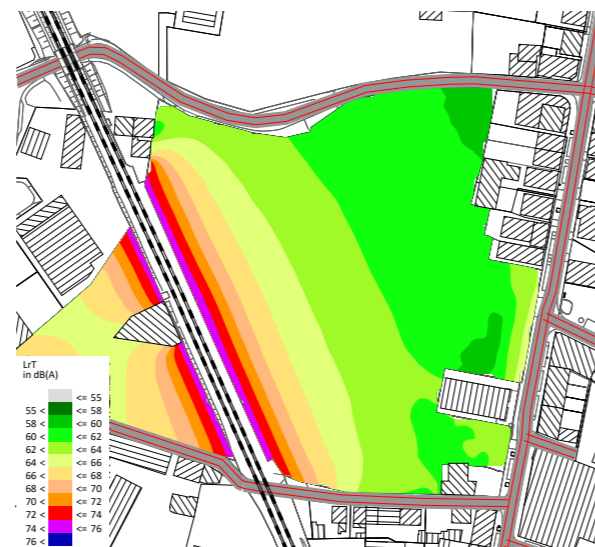 LrT
in dB(A)
<= 55
55 < <= 58
58 < <= 60
60 < <= 62
62 < <= 64
64 < <= 66
66 < <= 68
68 < <= 70
70 < <= 72
72 < <= 74
74 < <= 76
76 <